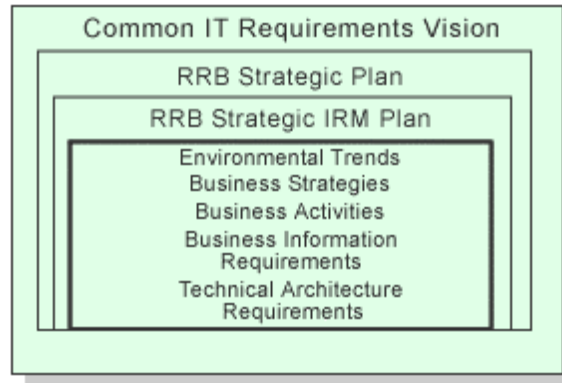 Common IT Requirements Vision
RRB Strategic Plan
RRB Strategic IRM Plan
Environmental Trends
Business Strategies
Business Activities
Business Information
Requirements
Technical Architecture
Requirements